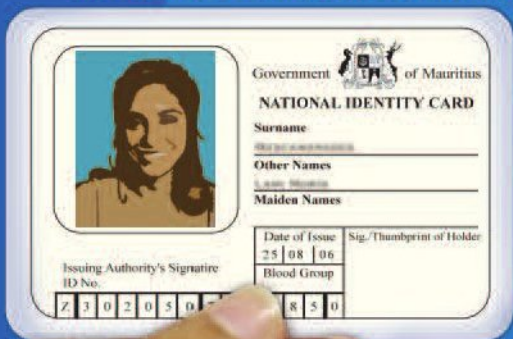 Government of Mauritius
NATIONAL IDENTITY CARD
Surname
Other Names
Maiden Names
Date of Issue
25 08 06
Sig./Thumbprint of Holder
Blood Group
Issuing Authority's Signatire
ID No.
Z 3 0 2 0 5 0
8 5 0